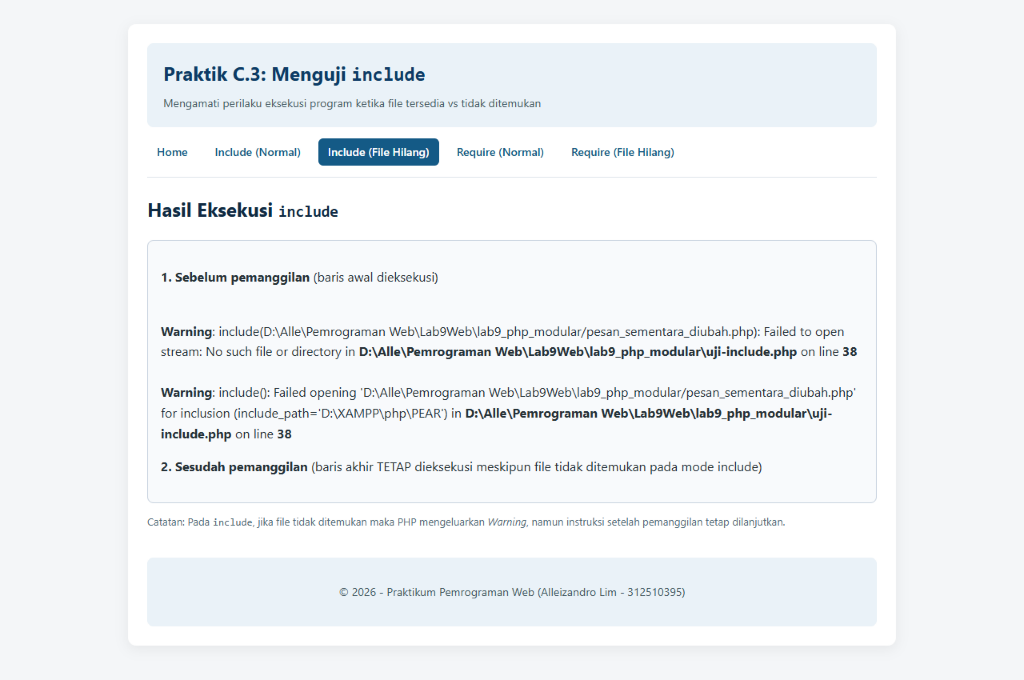 Praktik C.3: Menguji include
Mengamati perilaku eksekusi program ketika file tersedia vs tidak ditemukan
Home Include (Normal) Include (File Hilang) Require (Normal) Require (File Hilang)
Hasil Eksekusi include
1. Sebelum pemanggilan (baris awal dieksekusi)
Warning: include(D:\Alle\Pemrograman Web\Lab9Web\lab9_php_modular/pesan_sementara_diubah.php): Failed to open
stream: No such file or directory in D:\Alle\Pemrograman Web\Lab9Web\lab9_php_modular\uji-include.php on line 38
Warning: include(): Failed opening 'D:\Alle\Pemrograman Web\Lab9Web\lab9_php_modular/pesan_sementara_diubah.php'
for inclusion (include_path='D:\XAMPP\php\PEAR') in D:\Alle\Pemrograman Web\Lab9Web\lab9_php_modular\uji-
include.php on line 38
2. Sesudah pemanggilan (baris akhir TETAP dieksekusi meskipun file tidak ditemukan pada mode include)
Catatan: Pada include, jika file tidak ditemukan maka PHP mengeluarkan Warning, namun instruksi setelah pemanggilan tetap dilanjutkan.
© 2026 - Praktikum Pemrograman Web (Alleizandro Lim - 312510395)